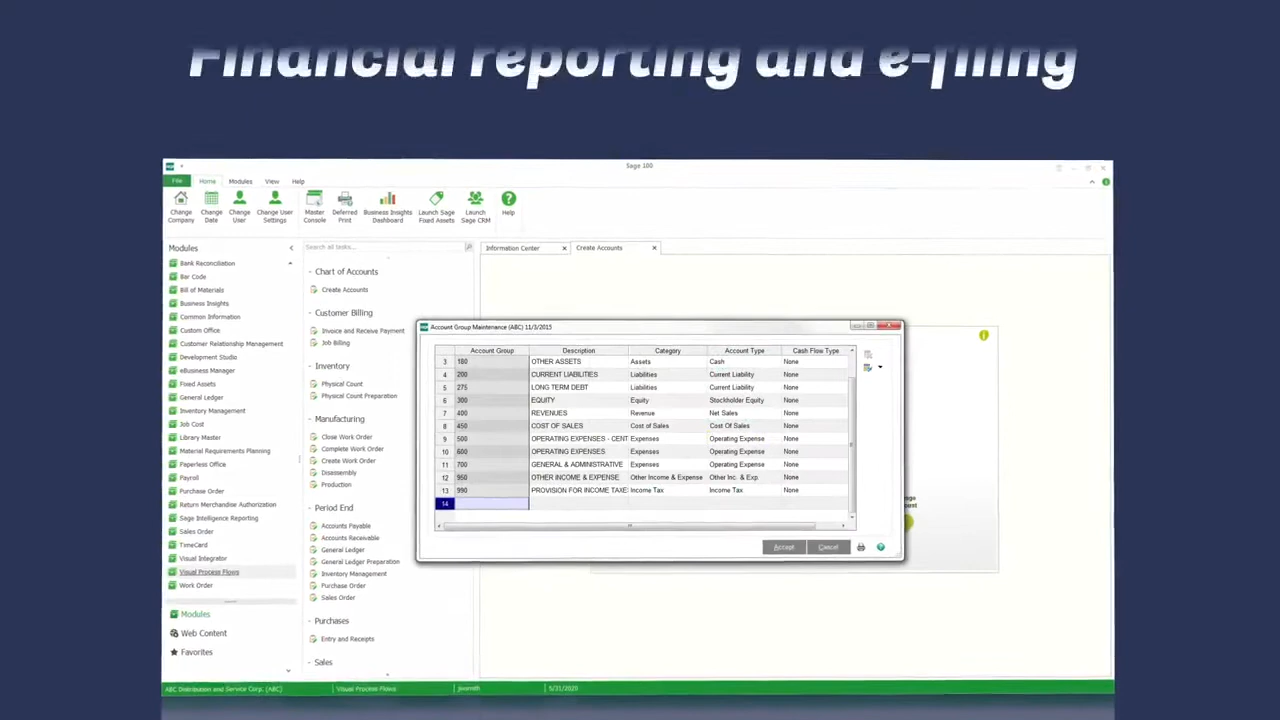 Financial reporting and e-filing
Sage 100
File Home Modules View Help
Change Company
Change Date
Change User
Change User Settings
Master Console
Deferred Print
Business Insights Dashboard
Launch Sage Fixed Assets
Launch Sage CRM
Help
Modules
Bank Reconciliation
Bar Code
Bill of Materials
Business Insights
Common Information
Custom Office
Customer Relationship Management
Development Studio
eBusiness Manager
Fixed Assets
General Ledger
Inventory Management
Job Cost
Library Master
Material Requirements Planning
Paperless Office
Payroll
Purchase Order
Return Merchandise Authorization
Sage Intelligence Reporting
Sales Order
TimeCard
Visual Integrator
Visual Process Flows
Work Order
Modules
Web Content
Favorites
Search all tasks...
- Chart of Accounts
Create Accounts
- Customer Billing
Invoice and Receive Payment
Job Billing
- Inventory
Physical Count
Physical Count Preparation
- Manufacturing
Close Work Order
Complete Work Order
Create Work Order
Disassembly
Production
- Period End
Accounts Payable
Accounts Receivable
General Ledger
General Ledger Preparation
Inventory Management
Purchase Order
Sales Order
- Purchases
Entry and Receipts
- Sales
Information Center
Create Accounts
Account Group Maintenance (ABC) 11/3/2015
Account Group Description Category Account Type Cash Flow Type
3 180 OTHER ASSETS Assets Cash None
4 200 CURRENT LIABILITIES Liabilities Current Liability None
5 275 LONG TERM DEBT Liabilities Current Liability None
6 300 EQUITY Equity Stockholder Equity None
7 400 REVENUES Revenue Net Sales None
8 450 COST OF SALES Cost of Sales Cost Of Sales None
9 500 OPERATING EXPENSES - CENT Expenses Operating Expense None
10 600 OPERATING EXPENSES Expenses Operating Expense None
11 700 GENERAL & ADMINISTRATIVE Expenses Operating Expense None
12 950 OTHER INCOME & EXPENSE Other Income & Expense Other Inc. & Exp. None
13 990 PROVISION FOR INCOME TAXE Income Tax Income Tax None
14
Accept Cancel
ABC Distribution and Service Corp. (ABC) Visual Process Flows 5/31/2020